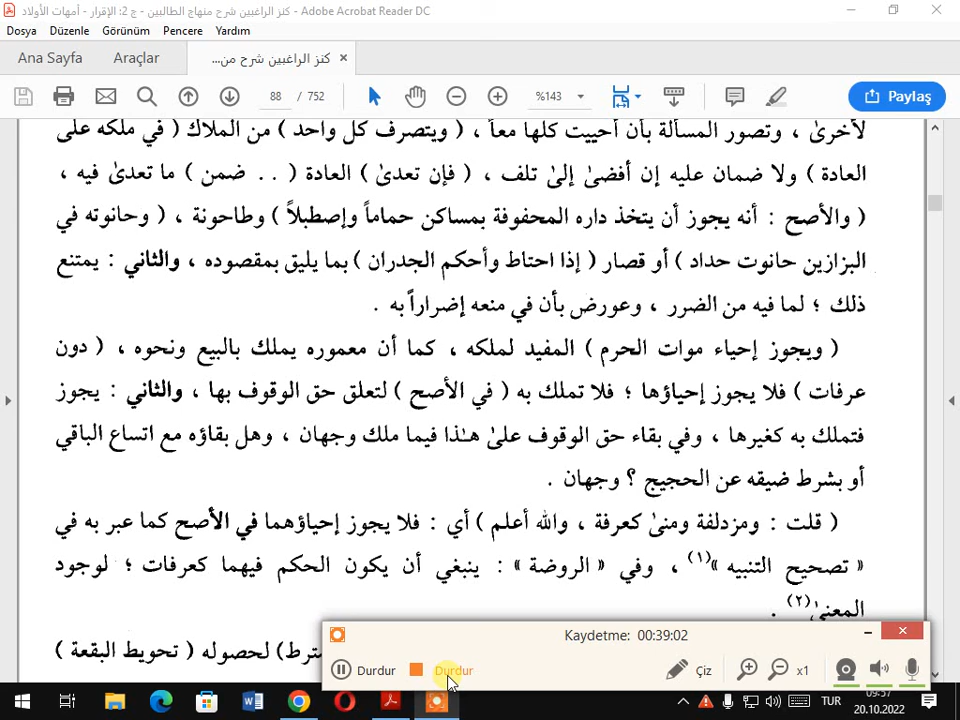 كنز الراغبين شرح منهاج الطالبين - ج 2: الإقرار - أمهات الأولاد - Adobe Acrobat Reader DC
Dosya Düzenle Görünüm Pencere Yardım
Ana Sayfa Araçlar كنز الراغبين شرح من... ×
88 / 752 %143 Paylaş
لأخرىٰ ، وتصور المسألة بأن أحييت كلها معاً ، ( ويتصرف كل واحد ) من الملاك ( في ملكه على
العادة ) ولا ضمان عليه إن أفضىٰ إلىٰ تلف ، ( فإن تعدىٰ ) العادة ( . . ضمن ) ما تعدىٰ فيه ،
( والأصح : أنه يجوز أن يتخذ داره المحفوفة بمساكن حماماً وإصطبلاً ) وطاحونة ، ( وحانوته في
البزازين حانوت حداد ) أو قصار ( إذا احتاط وأحكم الجدران ) بما يليق بمقصوده ، والثاني : يمتنع
ذلك ؛ لما فيه من الضرر ، وعورض بأن في منعه إضراراً به .
( ويجوز إحياء موات الحرم ) المفيد لملكه ، كما أن معموره يملك بالبيع ونحوه ، ( دون
عرفات ) فلا يجوز إحياؤها ؛ فلا تملك به ( في الأصح ) لتعلق حق الوقوف بها ، والثاني : يجوز
فتملك به كغيرها ، وفي بقاء حق الوقوف علىٰ هـٰذا فيما ملك وجهان ، وهل بقاؤه مع اتساع الباقي
أو بشرط ضيقه عن الحجيج ؟ وجهان .
( قلت : ومزدلفة ومنىٰ كعرفة ، والله أعلم ) أي : فلا يجوز إحياؤهما في الأصح كما عبر به في
« تصحيح التنبيه »(١) ، وفي « الروضة » : ينبغي أن يكون الحكم فيهما كعرفات ؛ لوجود
المعنىٰ(٢) .
Kaydetme: 00:39:02
ترط) لحصوله ( تحويط البقعة )
Durdur Durdur Çiz x1
TUR 09:57
20.10.2022